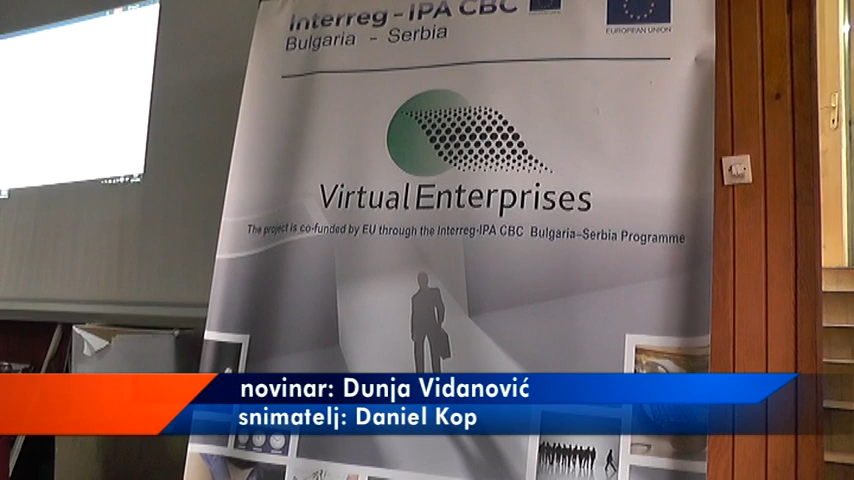 Interreg - IPA CBC
Bulgaria - Serbia
EUROPEAN UNION
Virtual Enterprises
The project is co-funded by EU through the Interreg-IPA CBC Bulgaria–Serbia Programme
novinar: Dunja Vidanović
snimatelj: Daniel Kop